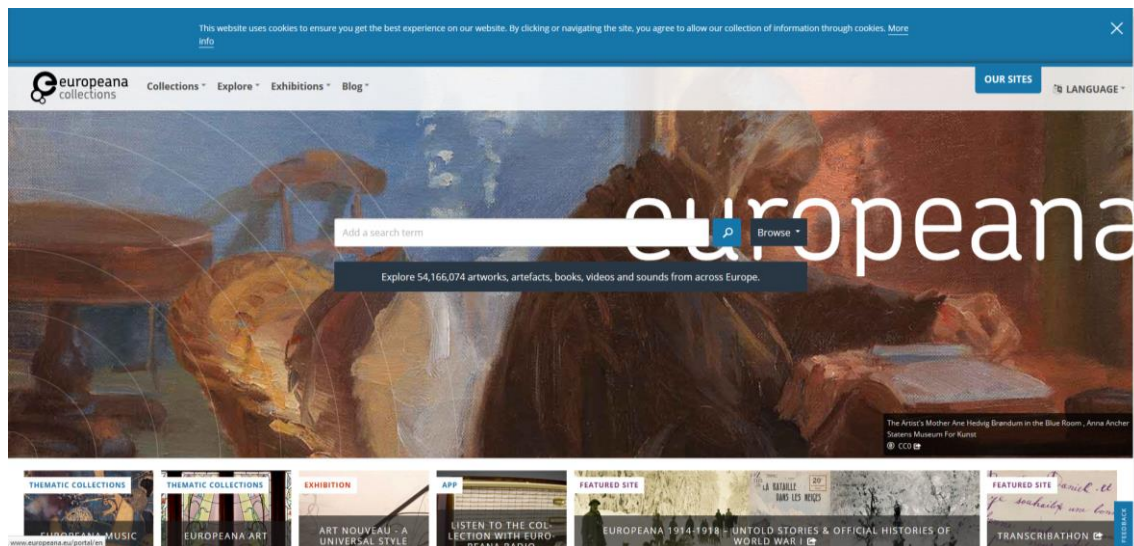 This website uses cookies to ensure you get the best experience on our website. By clicking or navigating the site, you agree to allow our collection of information through cookies. More
info
europeana
collections
Collections
Explore
Exhibitions
Blog
OUR SITES
LANGUAGE
europeana
Add a search term
Browse
Explore 54,166,074 artworks, artefacts, books, videos and sounds from across Europe.
The Artist's Mother Ane Hedvig Brøndum in the Blue Room , Anna Ancher
Statens Museum For Kunst
CC0
THEMATIC COLLECTIONS
EUROPEANA MUSIC
THEMATIC COLLECTIONS
EUROPEANA ART
EXHIBITION
ART NOUVEAU - A
UNIVERSAL STYLE
APP
LISTEN TO THE COL-
LECTION WITH EURO-
PEANA RADIO
FEATURED SITE
LA BATAILLE
DANS LES NEIGES
20
EUROPEANA 1914-1918 – UNTOLD STORIES & OFFICIAL HISTORIES OF
WORLD WAR I
FEATURED SITE
TRANSCRIBATHON
FEEDBACK
www.europeana.eu/portal/en